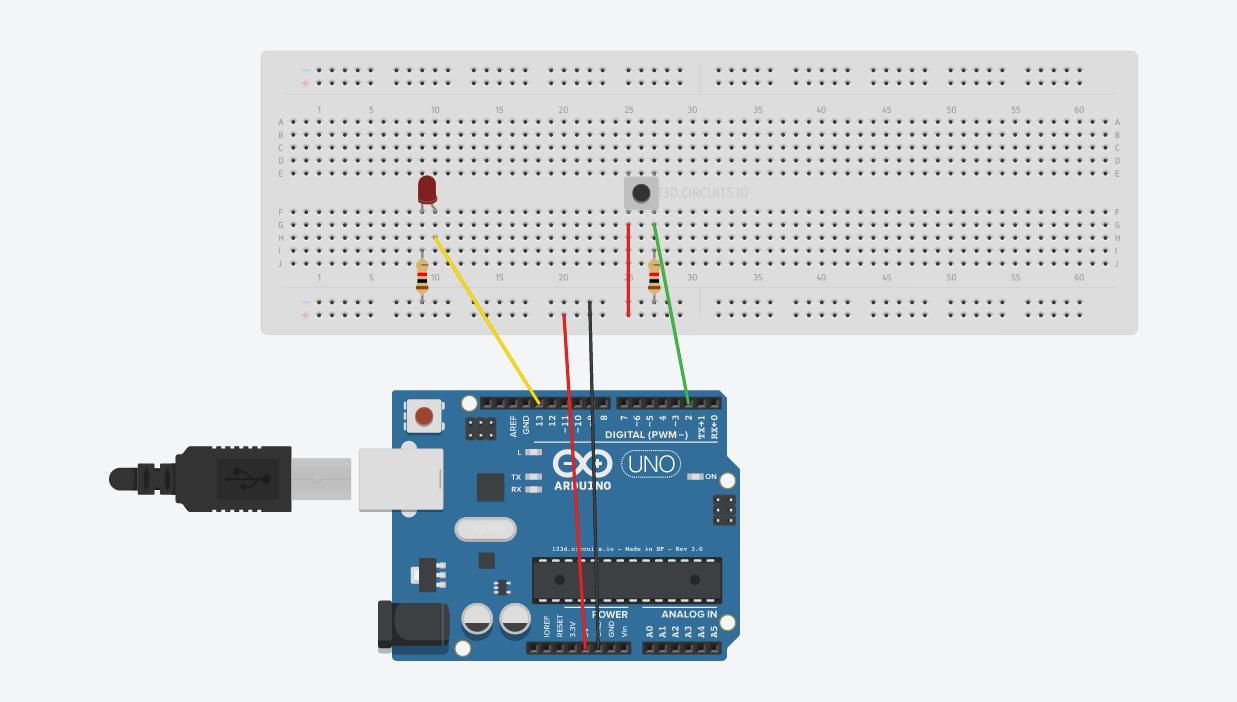 − −
+ +
1 5 10 15 20 25 30 35 40 45 50 55 60
A A
B B
C C
D D
E E
123D.CIRCUITS.IO
F F
G G
H H
I I
J J
1 5 10 15 20 25 30 35 40 45 50 55 60
−
+
AREF GND 13 12 ~11 ~10 ~9 8 7 ~6 ~5 4 ~3 2 TX→1 RX←0
DIGITAL (PWM~)
L
TX
RX
UNO
ON
ARDUINO
123d.circuits.io - Made in SF - Rev 3.0
POWER ANALOG IN
IOREF RESET 3.3V 5V GND GND Vin A0 A1 A2 A3 A4 A5